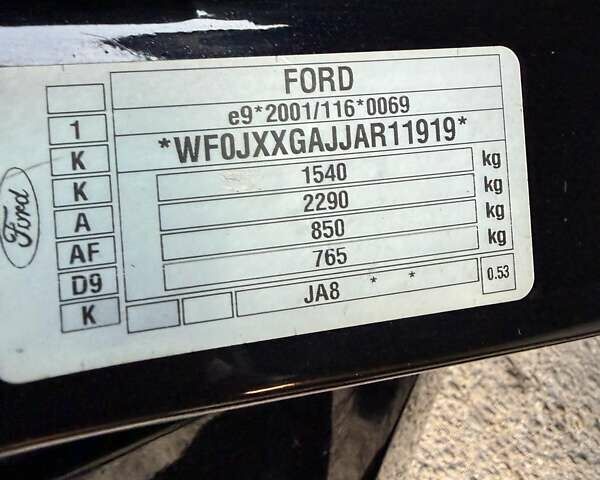 FORD
e9*2001/116*0069
*WF0JXXGAJJAR11919*
1540 kg
2290 kg
850 kg
765 kg
JA8 * * 0.53
1
K
K
A
AF
D9
K
Ford